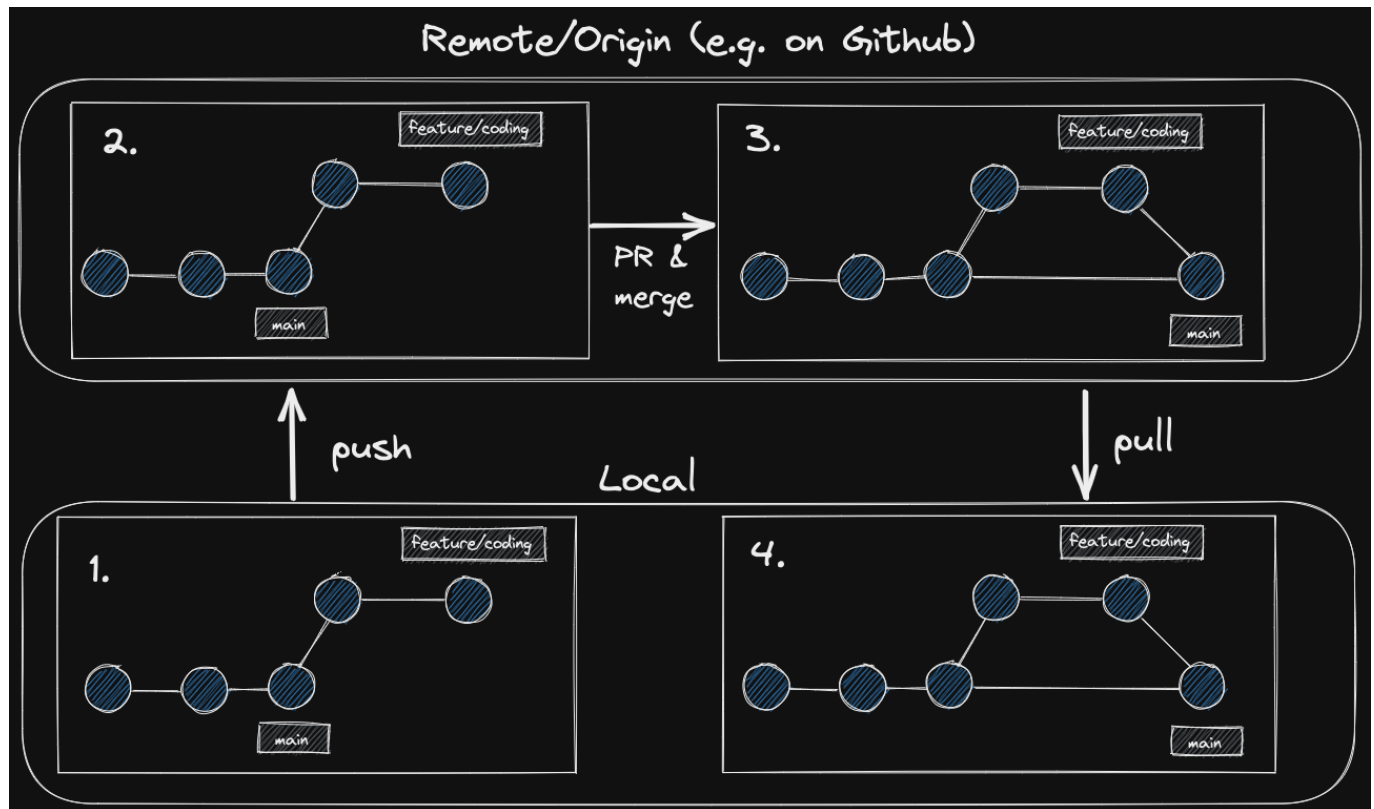 Remote/Origin (e.g. on Github)
2.
feature/coding
main
PR &
merge
3.
feature/coding
main
push
pull
Local
1.
feature/coding
main
4.
feature/coding
main